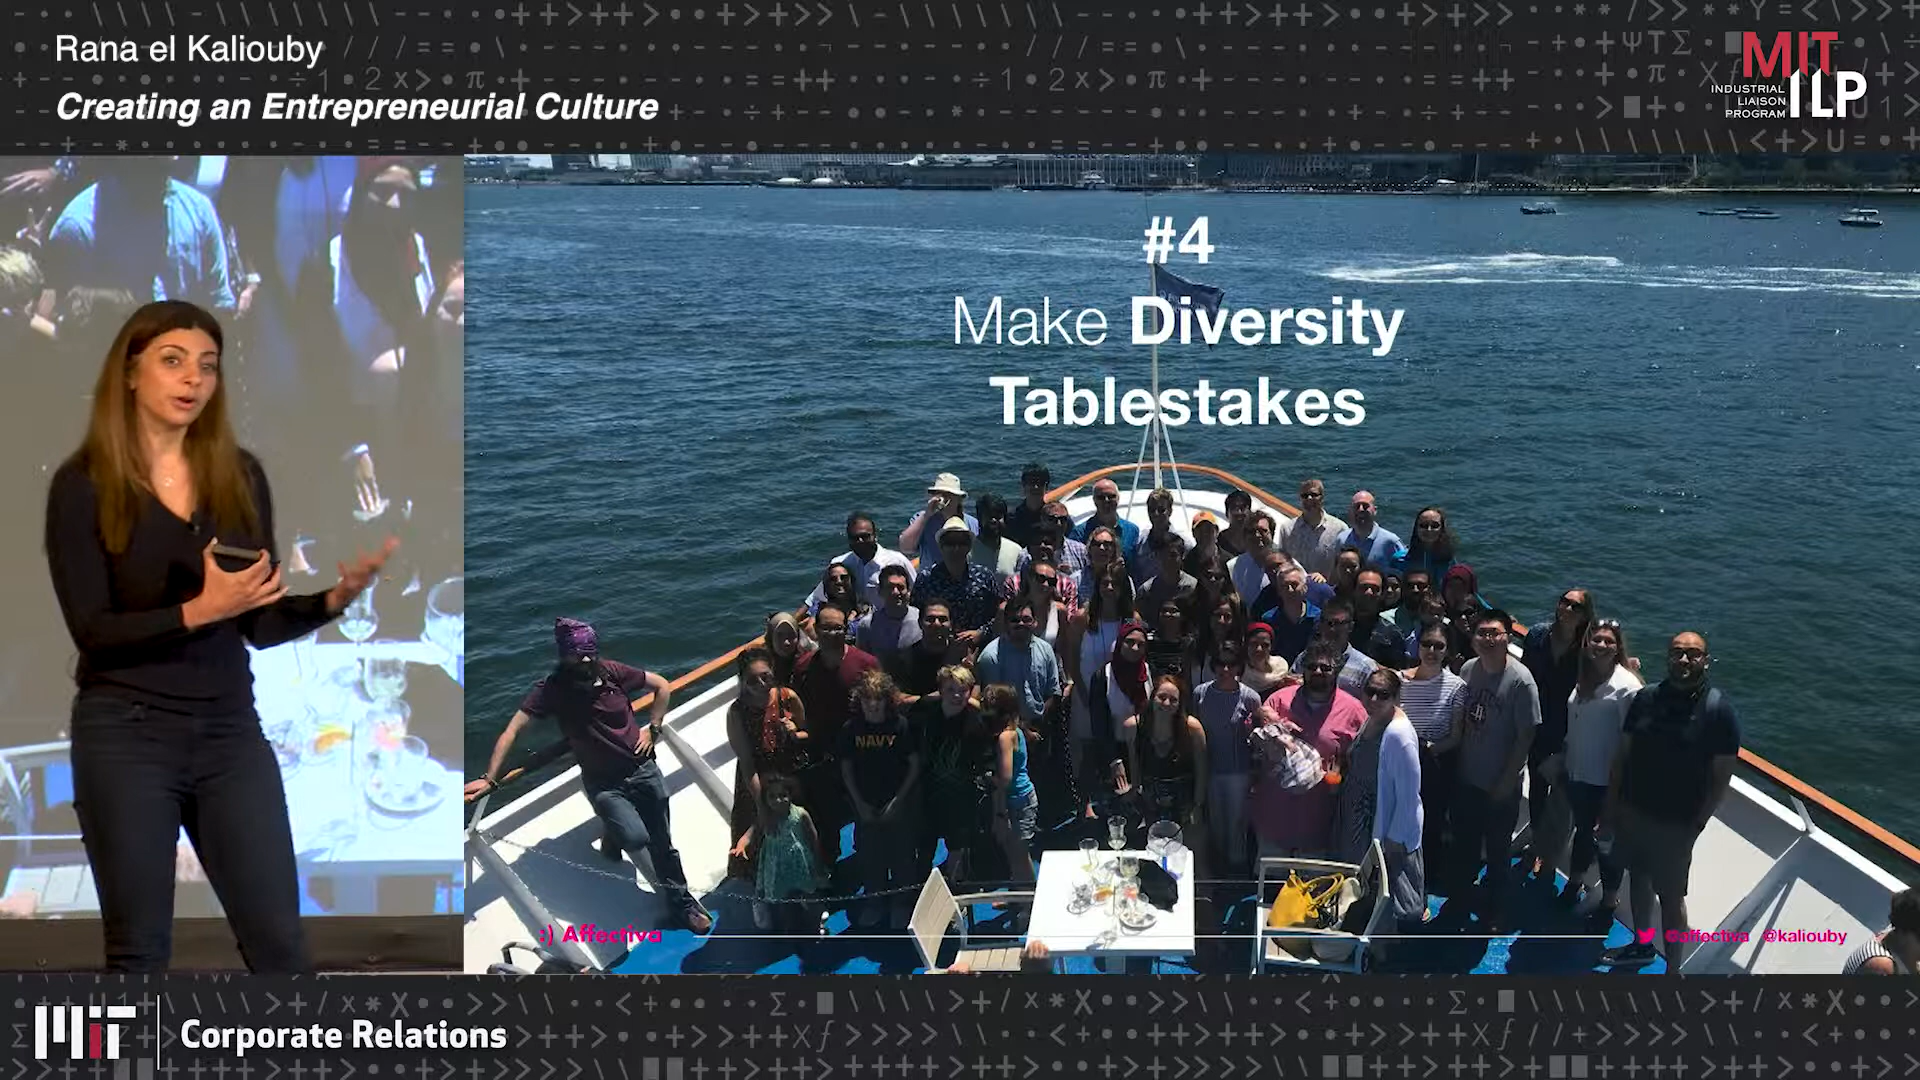 Rana el Kaliouby
Creating an Entrepreneurial Culture
MIT
INDUSTRIAL
LIAISON
PROGRAM
ILP
#4
Make Diversity
Tablestakes
NAVY
:) Affectiva
@affectiva @kaliouby
MIT
Corporate Relations